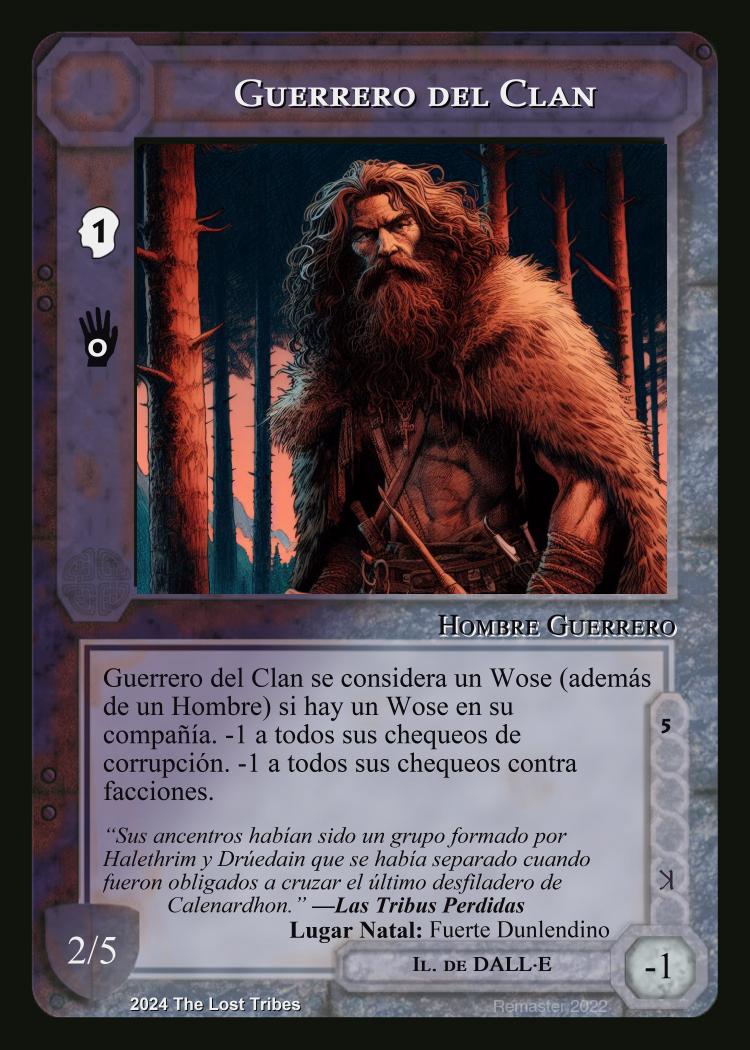 Guerrero del Clan
1
0
Hombre Guerrero
Guerrero del Clan se considera un Wose (además
de un Hombre) si hay un Wose en su
compañía. -1 a todos sus chequeos de
corrupción. -1 a todos sus chequeos contra
facciones.
5
“Sus ancentros habían sido un grupo formado por
Halethrim y Drúedain que se había separado cuando
fueron obligados a cruzar el último desfiladero de
Calenardhon.” —Las Tribus Perdidas
Lugar Natal: Fuerte Dunlendino
2/5
Il. de DALL·E
-1
2024 The Lost Tribes
Remaster 2022